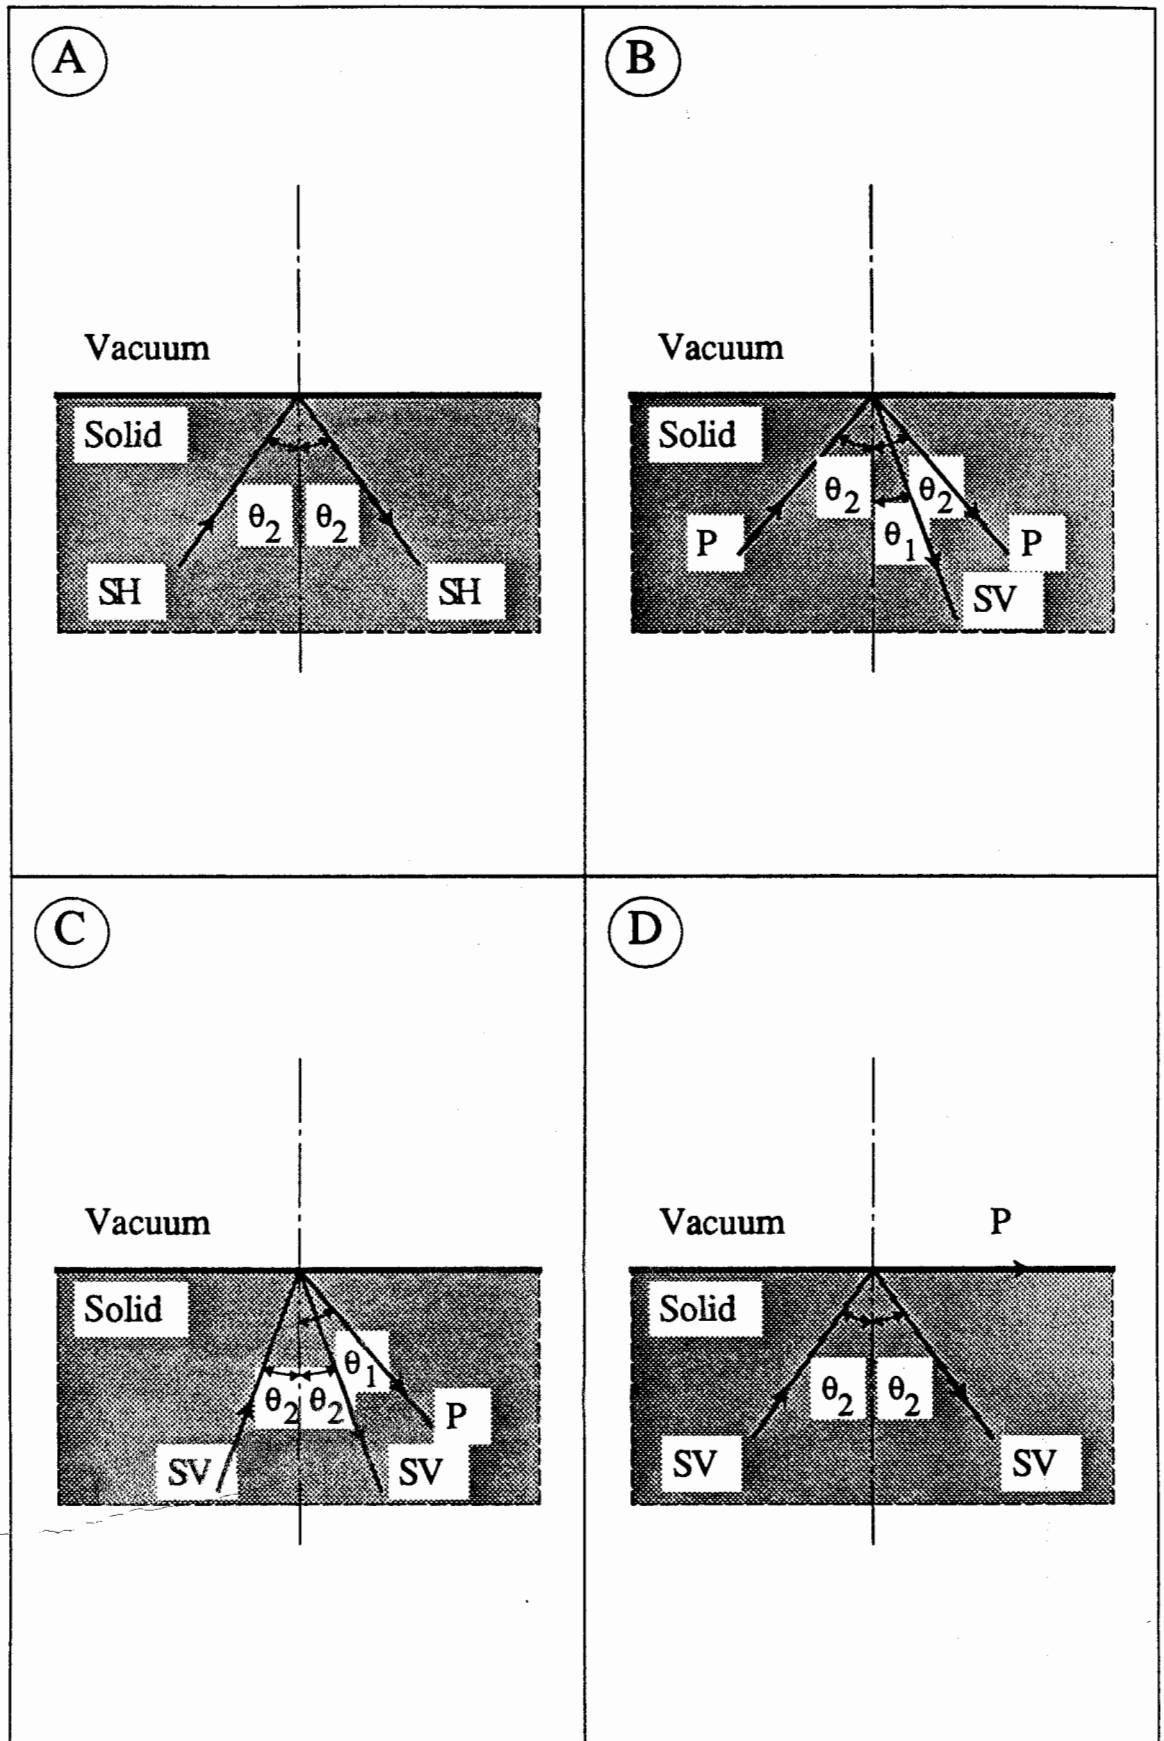 A
Vacuum
Solid
θ2 θ2
SH SH
B
Vacuum
Solid
θ2 θ2
θ1
P P
SV
C
Vacuum
Solid
θ1
θ2 θ2
P
SV SV
D
Vacuum P
Solid
θ2 θ2
SV SV